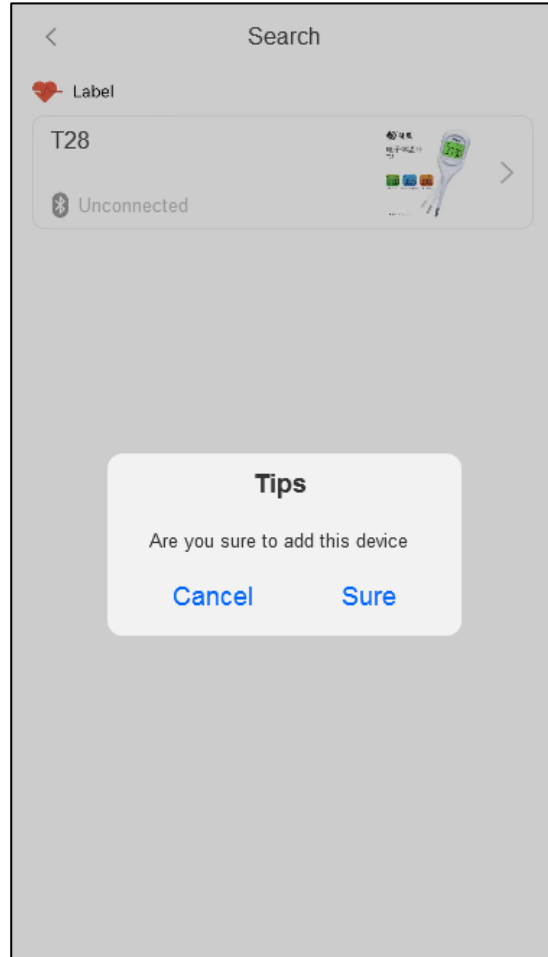 Search
Label
T28
Unconnected
Tips
Are you sure to add this device
Cancel Sure